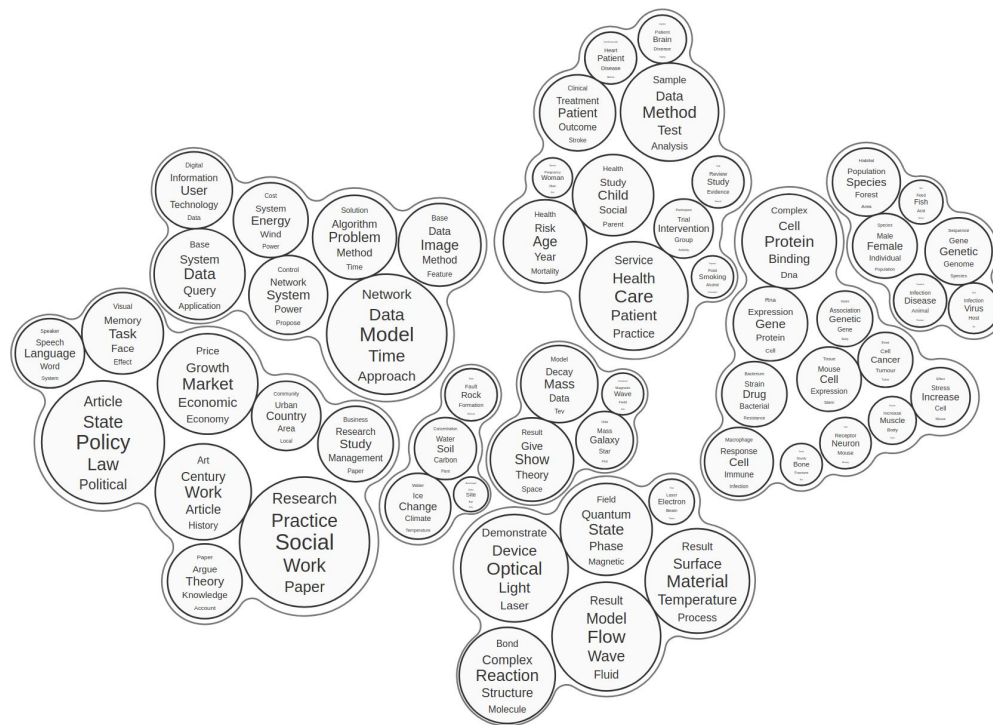 Patient
Brain
Disease
Heart
Patient
Disease
Clinical
Treatment
Patient
Outcome
Stroke
Sample
Data
Method
Test
Analysis
Pregnancy
Woman
Health
Study
Child
Social
Parent
Review
Study
Evidence
Health
Risk
Age
Year
Mortality
Trial
Intervention
Group
Service
Health
Care
Patient
Practice
Food
Smoking
Alcohol
Digital
Information
User
Technology
Data
Cost
System
Energy
Wind
Power
Solution
Algorithm
Problem
Method
Time
Base
Data
Image
Method
Feature
Base
System
Data
Query
Application
Control
Network
System
Power
Propose
Network
Data
Model
Time
Approach
Speaker
Speech
Language
Word
System
Visual
Memory
Task
Face
Effect
Price
Growth
Market
Economic
Economy
Article
State
Policy
Law
Political
Community
Urban
Country
Area
Local
Business
Research
Study
Management
Paper
Art
Century
Work
Article
History
Research
Practice
Social
Work
Paper
Paper
Argue
Theory
Knowledge
Account
Fault
Rock
Formation
Concentration
Water
Soil
Carbon
Plant
Water
Ice
Change
Climate
Temperature
Site
Model
Decay
Mass
Data
Tev
Magnetic
Wave
Field
Result
Give
Show
Theory
Space
Mass
Galaxy
Star
Demonstrate
Device
Optical
Light
Laser
Field
Quantum
State
Phase
Magnetic
Laser
Electron
Beam
Result
Surface
Material
Temperature
Process
Result
Model
Flow
Wave
Fluid
Bond
Complex
Reaction
Structure
Molecule
Complex
Cell
Protein
Binding
Dna
Rna
Expression
Gene
Protein
Cell
Association
Genetic
Gene
Bacterium
Strain
Drug
Bacterial
Resistance
Tissue
Mouse
Cell
Expression
Stem
Cell
Cancer
Tumour
Macrophage
Response
Cell
Immune
Infection
Bone
Receptor
Neuron
Mouse
Increase
Muscle
Body
Stress
Increase
Cell
Mouse
Habitat
Population
Species
Forest
Area
Feed
Fish
Acid
Species
Male
Female
Individual
Population
Sequence
Gene
Genetic
Genome
Species
Infection
Disease
Animal
Infection
Virus
Host